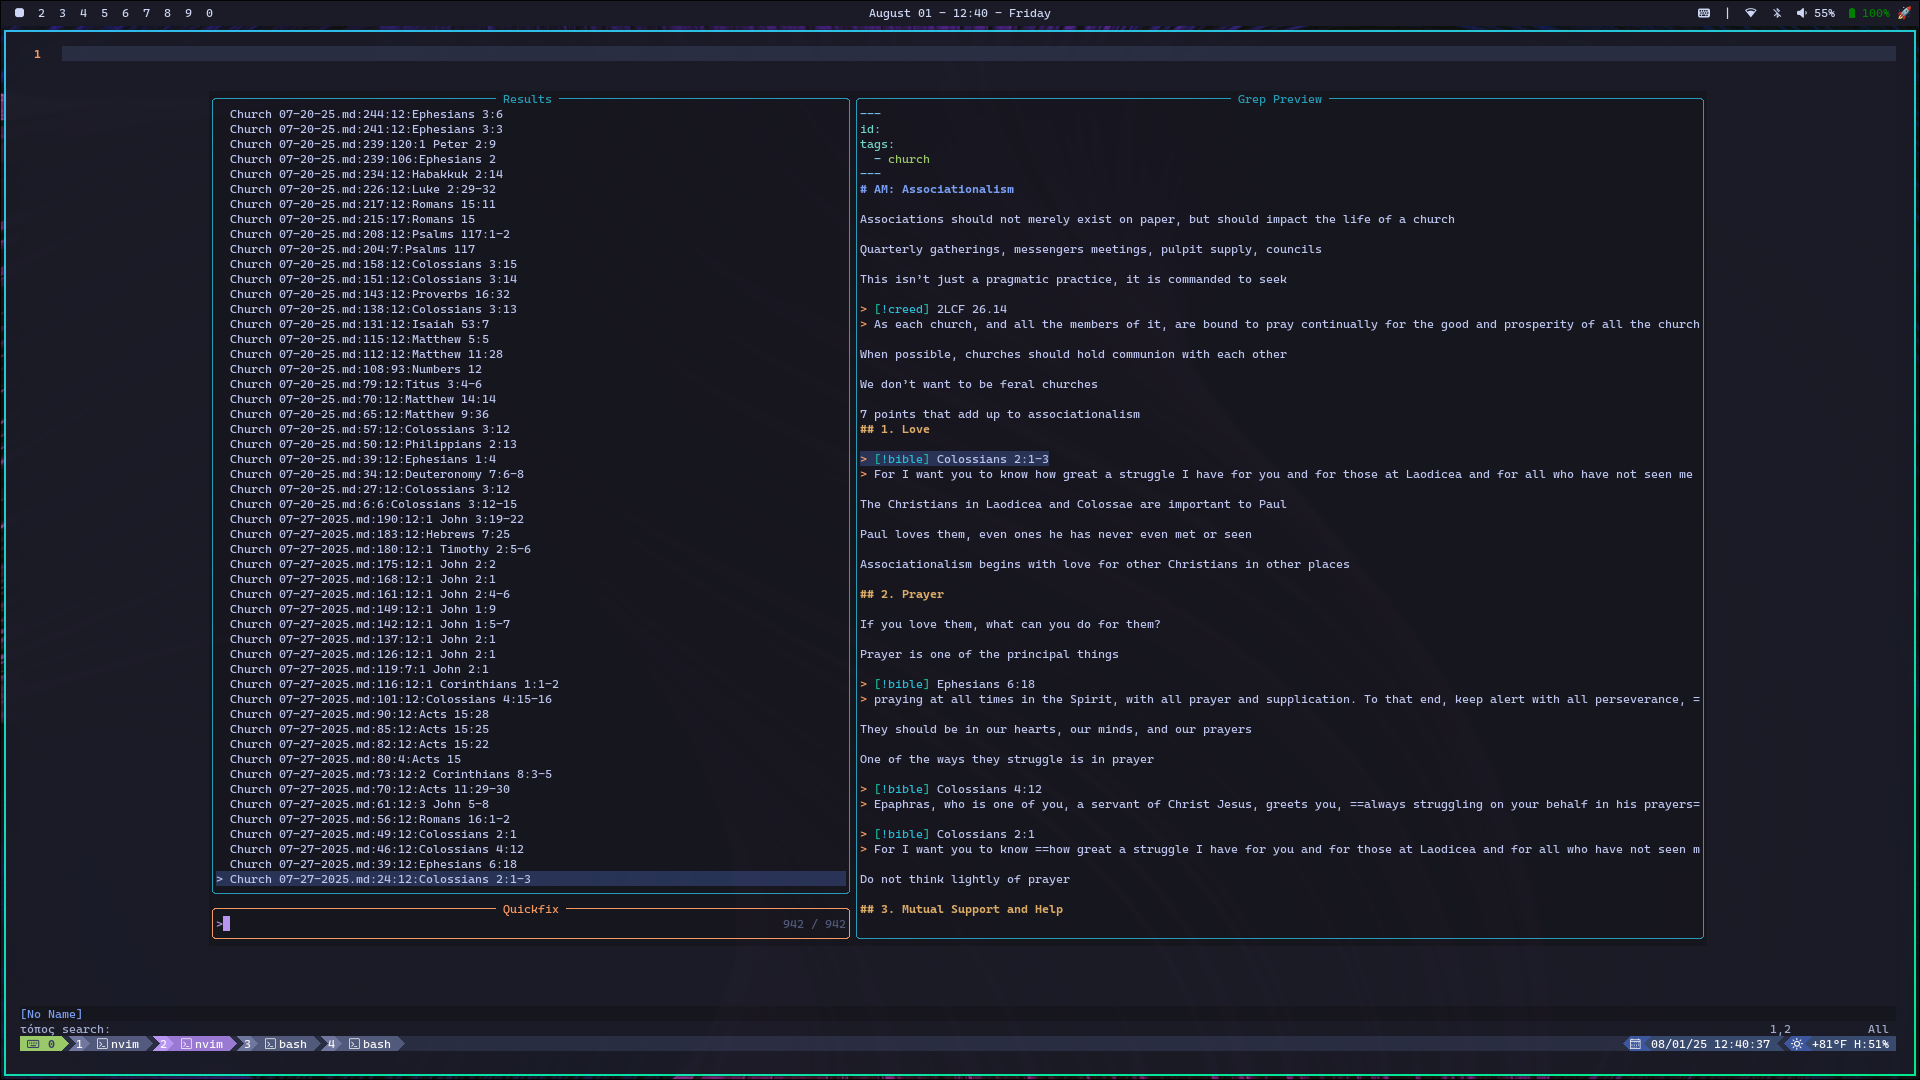 2 3 4 5 6 7 8 9 0
August 01 - 12:40 - Friday
| 55% 100%
1
Results
Church 07-20-25.md:244:12:Ephesians 3:6
Church 07-20-25.md:241:12:Ephesians 3:3
Church 07-20-25.md:239:120:1 Peter 2:9
Church 07-20-25.md:239:106:Ephesians 2
Church 07-20-25.md:234:12:Habakkuk 2:14
Church 07-20-25.md:226:12:Luke 2:29-32
Church 07-20-25.md:217:12:Romans 15:11
Church 07-20-25.md:215:17:Romans 15
Church 07-20-25.md:208:12:Psalms 117:1-2
Church 07-20-25.md:204:7:Psalms 117
Church 07-20-25.md:158:12:Colossians 3:15
Church 07-20-25.md:151:12:Colossians 3:14
Church 07-20-25.md:143:12:Proverbs 16:32
Church 07-20-25.md:138:12:Colossians 3:13
Church 07-20-25.md:131:12:Isaiah 53:7
Church 07-20-25.md:115:12:Matthew 5:5
Church 07-20-25.md:112:12:Matthew 11:28
Church 07-20-25.md:108:93:Numbers 12
Church 07-20-25.md:79:12:Titus 3:4-6
Church 07-20-25.md:70:12:Matthew 14:14
Church 07-20-25.md:65:12:Matthew 9:36
Church 07-20-25.md:57:12:Colossians 3:12
Church 07-20-25.md:50:12:Philippians 2:13
Church 07-20-25.md:39:12:Ephesians 1:4
Church 07-20-25.md:34:12:Deuteronomy 7:6-8
Church 07-20-25.md:27:12:Colossians 3:12
Church 07-20-25.md:6:6:Colossians 3:12-15
Church 07-27-2025.md:190:12:1 John 3:19-22
Church 07-27-2025.md:183:12:Hebrews 7:25
Church 07-27-2025.md:180:12:1 Timothy 2:5-6
Church 07-27-2025.md:175:12:1 John 2:2
Church 07-27-2025.md:168:12:1 John 2:1
Church 07-27-2025.md:161:12:1 John 2:4-6
Church 07-27-2025.md:149:12:1 John 1:9
Church 07-27-2025.md:142:12:1 John 1:5-7
Church 07-27-2025.md:137:12:1 John 2:1
Church 07-27-2025.md:126:12:1 John 2:1
Church 07-27-2025.md:119:7:1 John 2:1
Church 07-27-2025.md:116:12:1 Corinthians 1:1-2
Church 07-27-2025.md:101:12:Colossians 4:15-16
Church 07-27-2025.md:90:12:Acts 15:28
Church 07-27-2025.md:85:12:Acts 15:25
Church 07-27-2025.md:82:12:Acts 15:22
Church 07-27-2025.md:80:4:Acts 15
Church 07-27-2025.md:73:12:2 Corinthians 8:3-5
Church 07-27-2025.md:70:12:Acts 11:29-30
Church 07-27-2025.md:61:12:3 John 5-8
Church 07-27-2025.md:56:12:Romans 16:1-2
Church 07-27-2025.md:49:12:Colossians 2:1
Church 07-27-2025.md:46:12:Colossians 4:12
Church 07-27-2025.md:39:12:Ephesians 6:18
> Church 07-27-2025.md:24:12:Colossians 2:1-3
Quickfix
> 942 / 942
Grep Preview
---
id:
tags:
- church
---
# AM: Associationalism
Associations should not merely exist on paper, but should impact the life of a church
Quarterly gatherings, messengers meetings, pulpit supply, councils
This isn't just a pragmatic practice, it is commanded to seek
> [!creed] 2LCF 26.14
> As each church, and all the members of it, are bound to pray continually for the good and prosperity of all the church
When possible, churches should hold communion with each other
We don't want to be feral churches
7 points that add up to associationalism
## 1. Love
> [!bible] Colossians 2:1-3
> For I want you to know how great a struggle I have for you and for those at Laodicea and for all who have not seen me
The Christians in Laodicea and Colossae are important to Paul
Paul loves them, even ones he has never even met or seen
Associationalism begins with love for other Christians in other places
## 2. Prayer
If you love them, what can you do for them?
Prayer is one of the principal things
> [!bible] Ephesians 6:18
> praying at all times in the Spirit, with all prayer and supplication. To that end, keep alert with all perseverance, =
They should be in our hearts, our minds, and our prayers
One of the ways they struggle is in prayer
> [!bible] Colossians 4:12
> Epaphras, who is one of you, a servant of Christ Jesus, greets you, ==always struggling on your behalf in his prayers=
> [!bible] Colossians 2:1
> For I want you to know ==how great a struggle I have for you and for those at Laodicea and for all who have not seen m
Do not think lightly of prayer
## 3. Mutual Support and Help
[No Name]
τόπος search: 1,2 All
0 1 nvim 2 nvim 3 bash 4 bash 08/01/25 12:40:37 +81°F H:51%